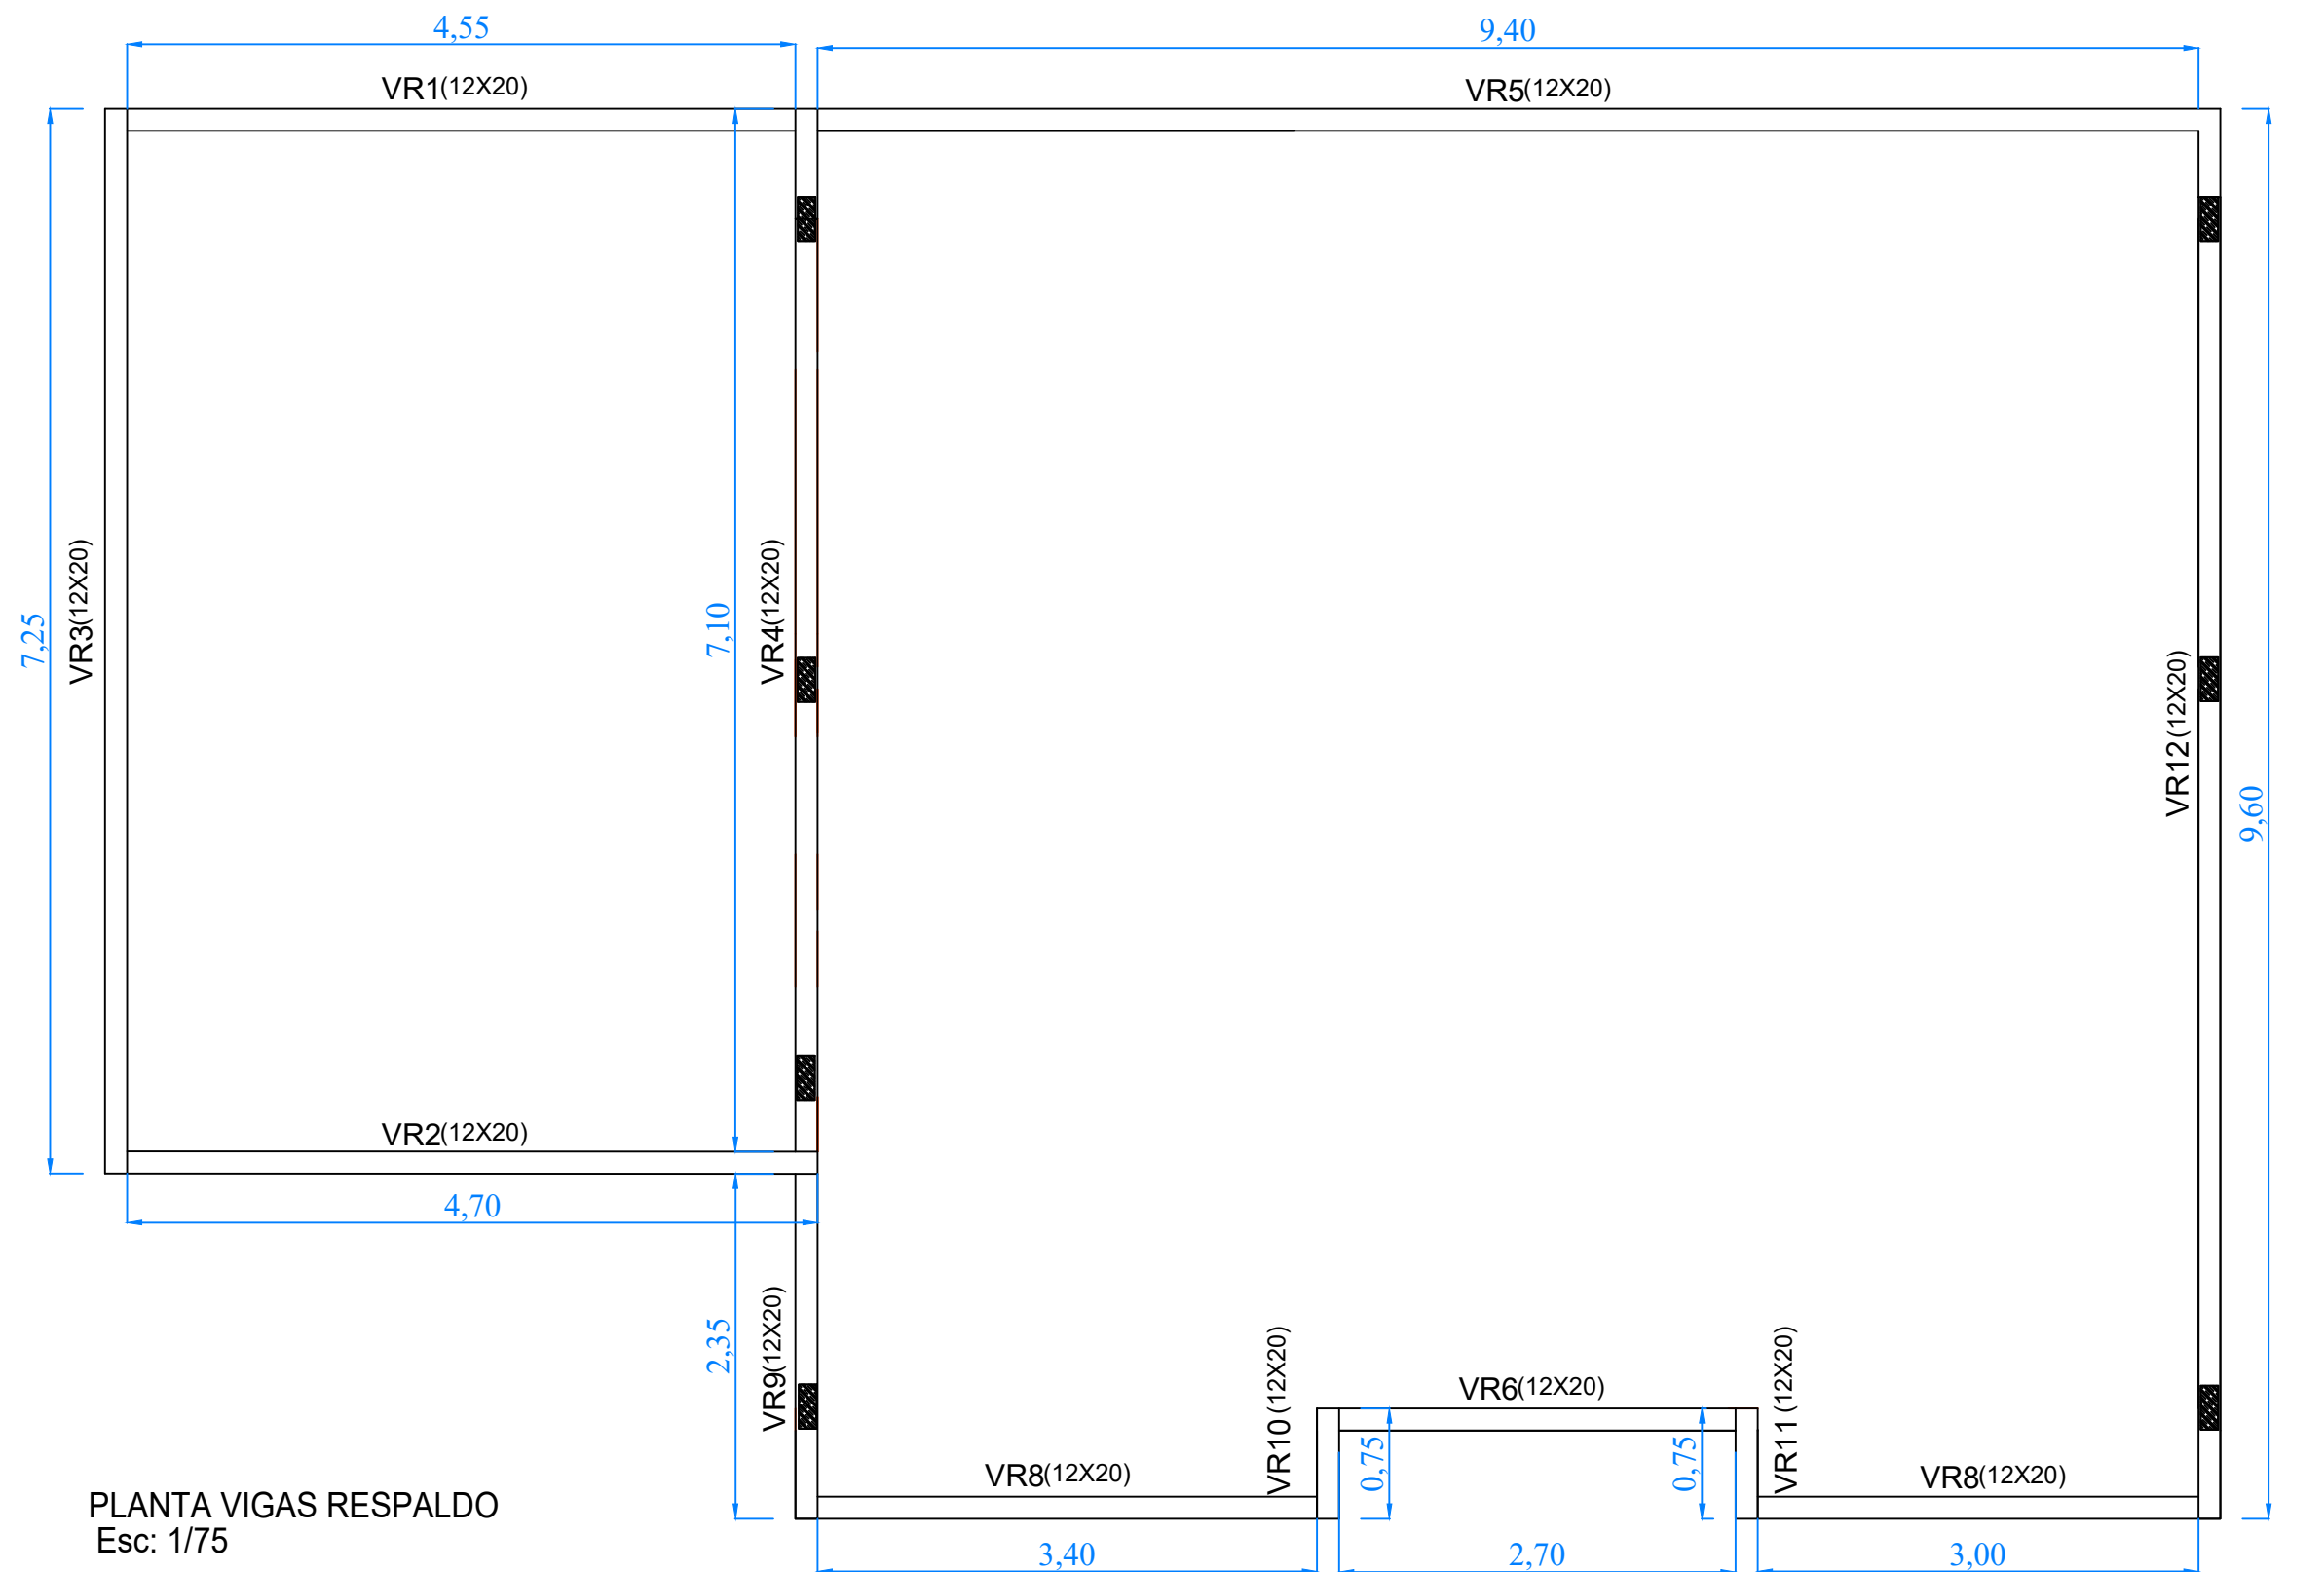 4,55
9,40
VR1(12X20)
VR5(12X20)
7,25
VR3(12X20)
7,10
VR4(12X20)
VR12 (12X20)
9,60
VR2(12X20)
4,70
2,35
VR9(12X20)
VR10 (12X20)
VR6(12X20)
VR11 (12X20)
0,75
0,75
VR8(12X20)
VR8(12X20)
PLANTA VIGAS RESPALDO
Esc: 1/75
3,40
2,70
3,00